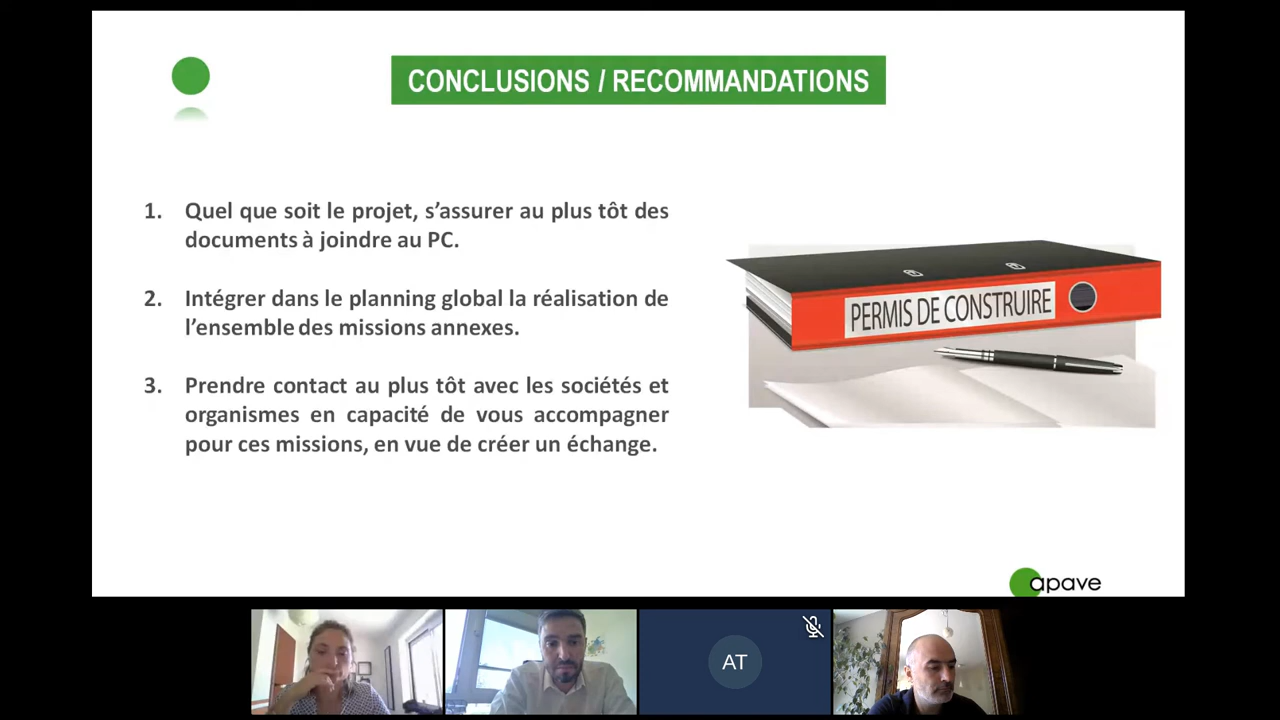 CONCLUSIONS / RECOMMANDATIONS
1. Quel que soit le projet, s’assurer au plus tôt des
documents à joindre au PC.
2. Intégrer dans le planning global la réalisation de
l’ensemble des missions annexes.
3. Prendre contact au plus tôt avec les sociétés et
organismes en capacité de vous accompagner
pour ces missions, en vue de créer un échange.
PERMIS DE CONSTRUIRE
apave
AT